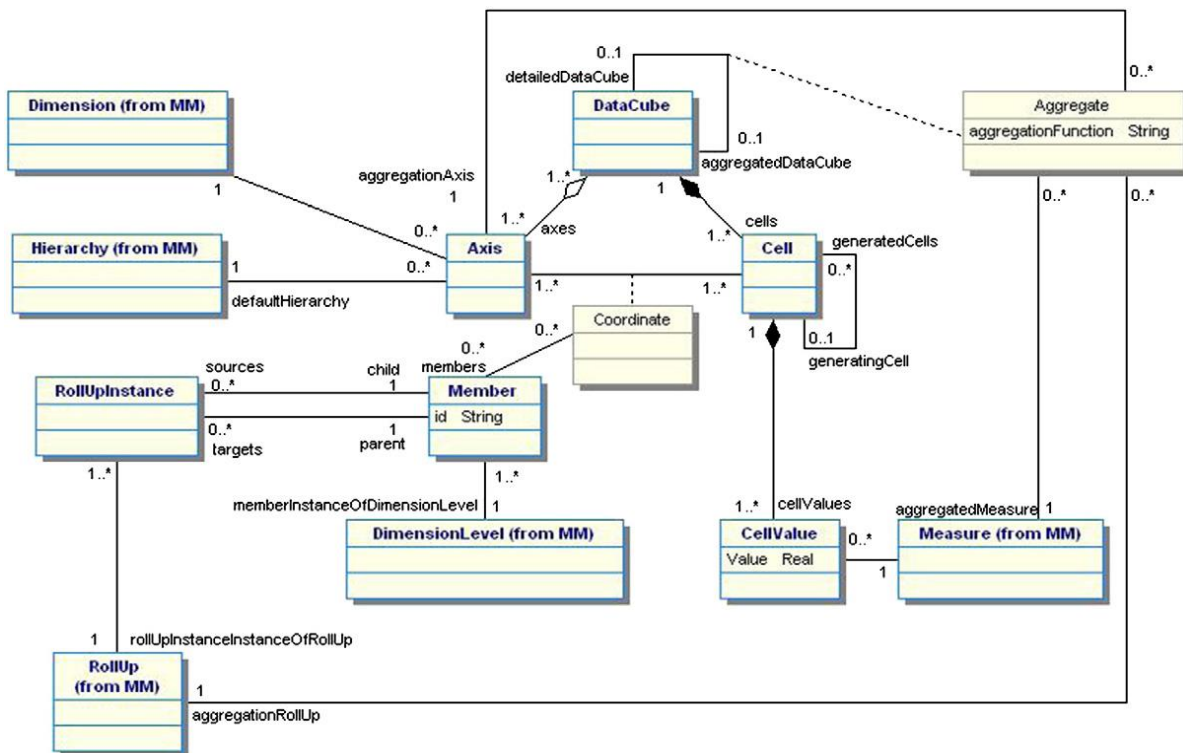 0..1
detailedDataCube
0..*
Dimension (from MM)
DataCube
Aggregate
aggregationFunction String
0..1
aggregatedDataCube
1
aggregationAxis
1
1..*
1
0..*
0..*
1..*
axes
cells
0..*
1..*
generatedCells
Hierarchy (from MM)
Axis
Cell
1
0..*
0..*
defaultHierarchy
1..*
1..*
Coordinate
0..*
1
0..1
generatingCell
0..*
sources
child
members
RollUpInstance
0..*
1
Member
id String
0..*
1
targets
parent
1..*
1..*
memberInstanceOfDimensionLevel
1
1..*
cellValues
aggregatedMeasure
1
DimensionLevel (from MM)
CellValue
0..*
Measure (from MM)
Value Real
1
1
rollUpInstanceInstanceOfRollUp
RollUp
(from MM)
1
aggregationRollUp